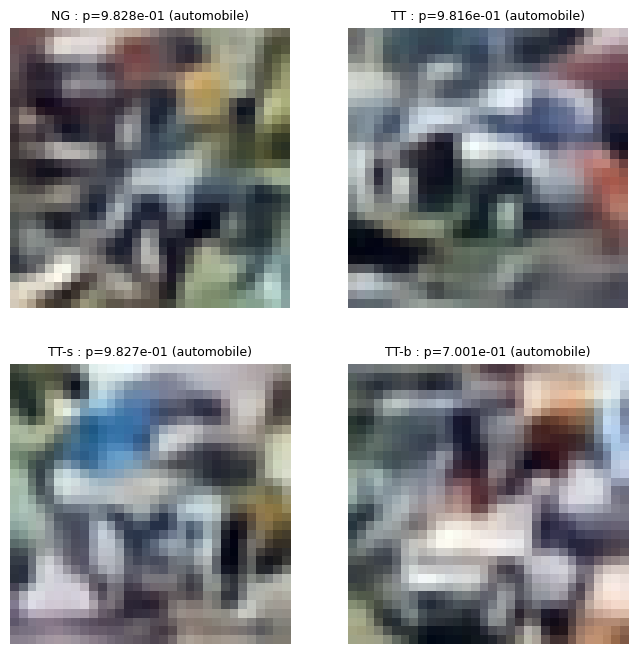 NG : p=9.828e-01 (automobile)
TT : p=9.816e-01 (automobile)
TT-s : p=9.827e-01 (automobile)
TT-b : p=7.001e-01 (automobile)